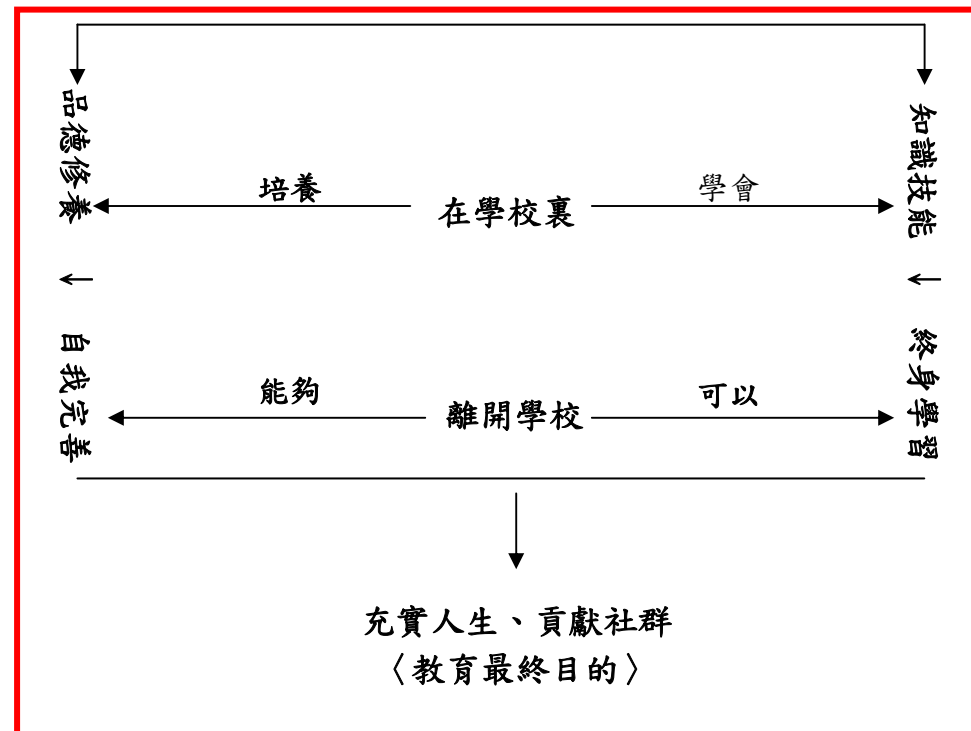 品德修養
培養
在學校裏
學會
知識技能
自我完善
能夠
離開學校
可以
終身學習
充實人生、貢獻社群
〈教育最終目的〉